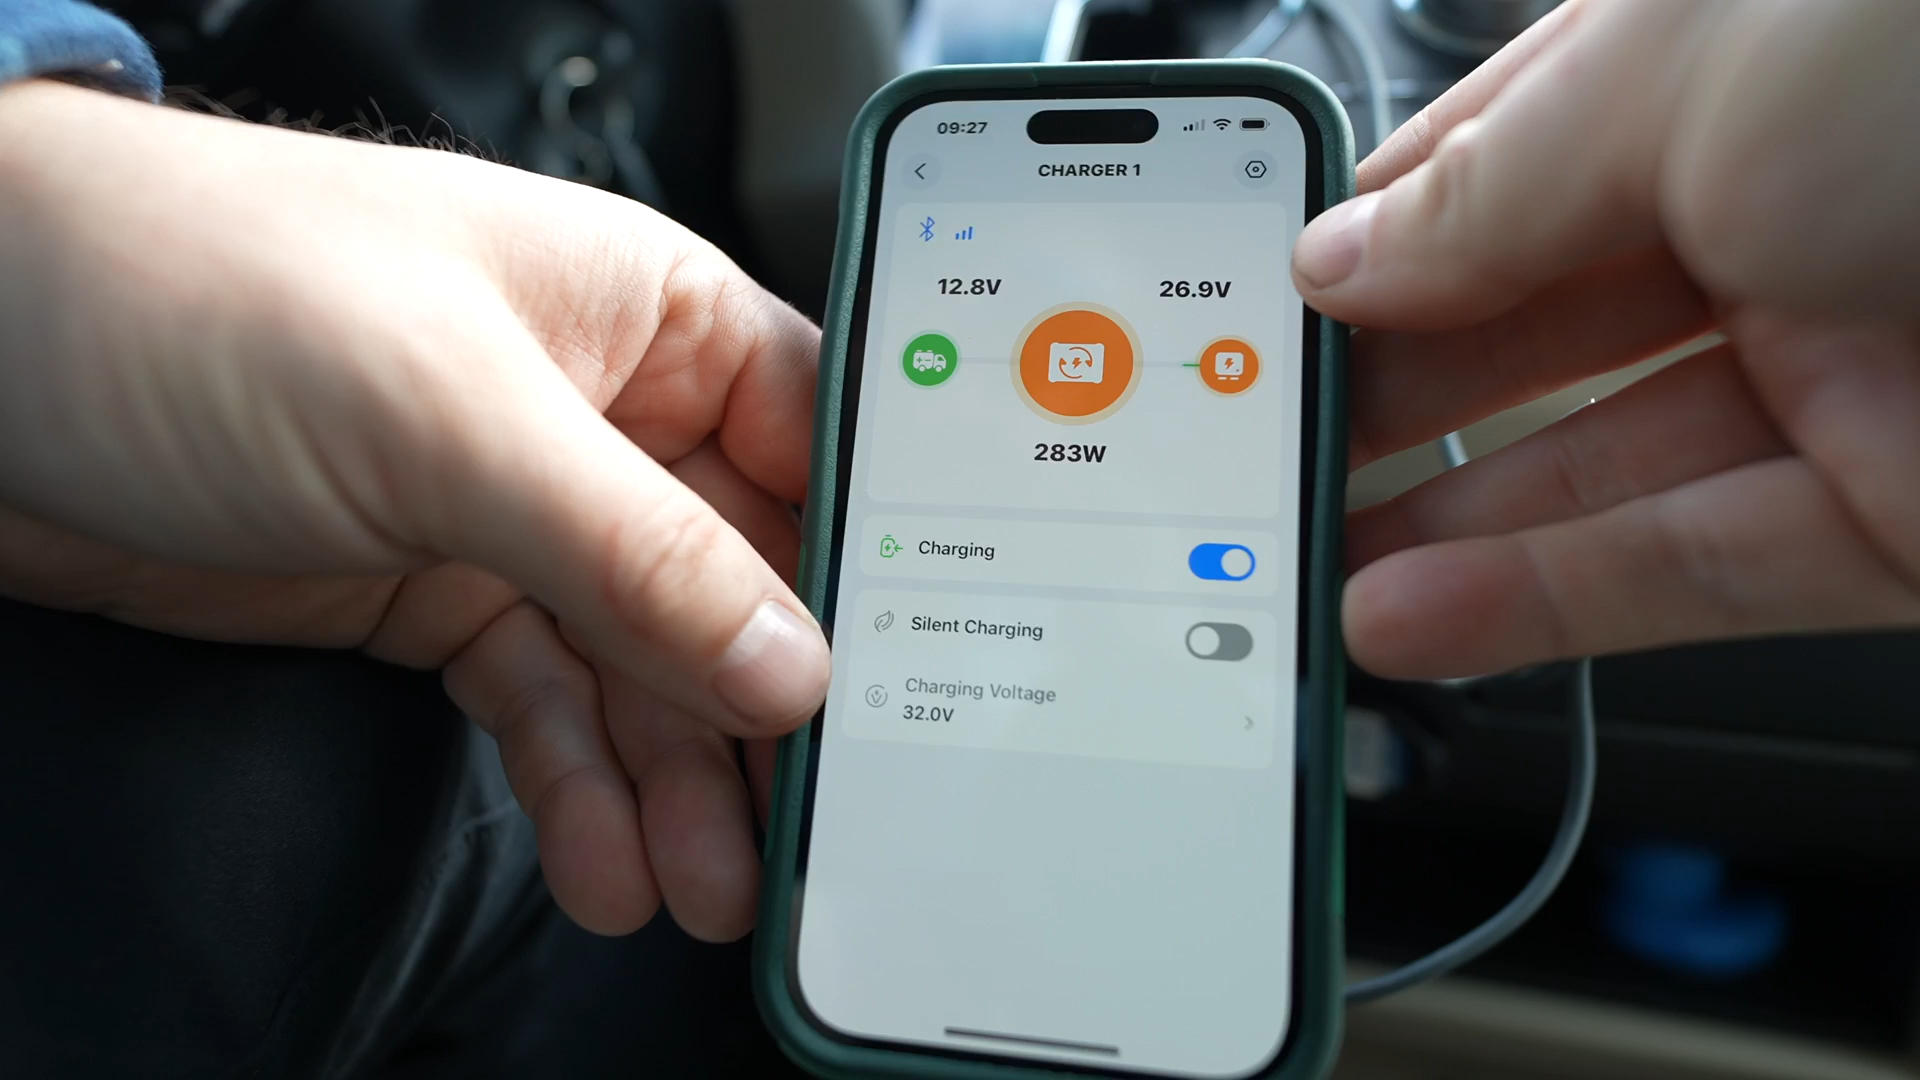 09:27
CHARGER 1
12.8V
26.9V
283W
Charging
Silent Charging
Charging Voltage
32.0V